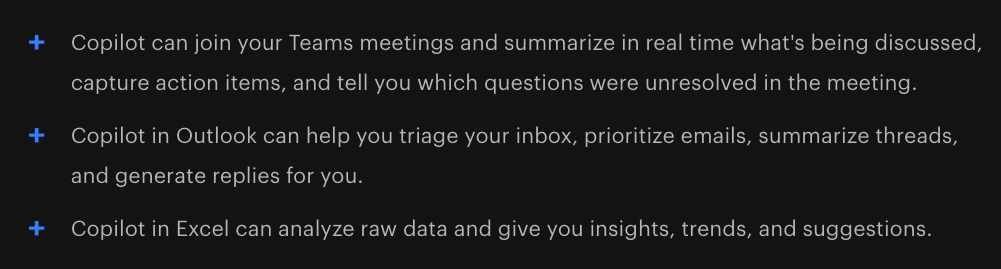 + Copilot can join your Teams meetings and summarize in real time what's being discussed,
capture action items, and tell you which questions were unresolved in the meeting.
+ Copilot in Outlook can help you triage your inbox, prioritize emails, summarize threads,
and generate replies for you.
+ Copilot in Excel can analyze raw data and give you insights, trends, and suggestions.